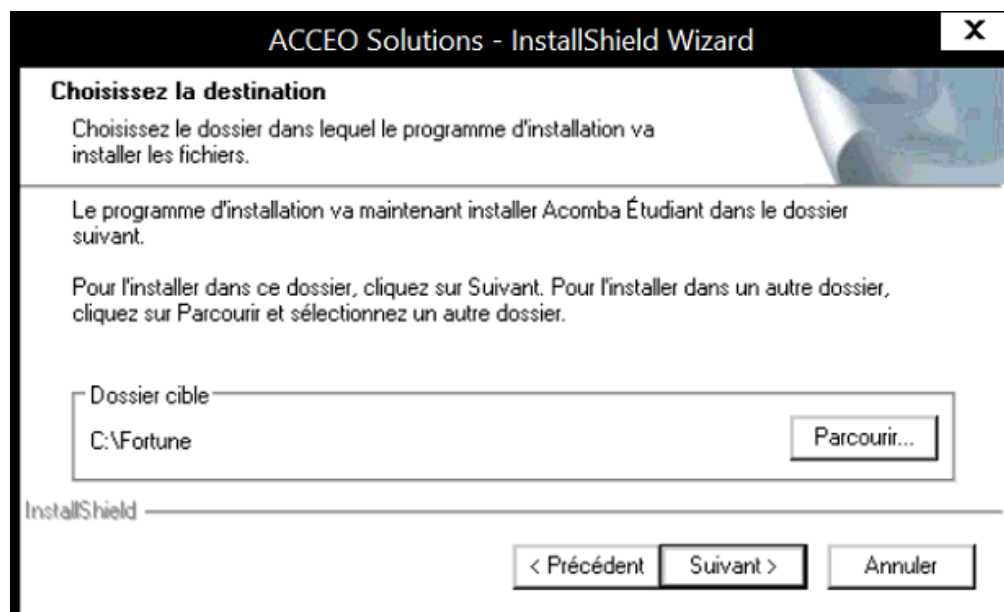 ACCEO Solutions - InstallShield Wizard
X
Choisissez la destination
Choisissez le dossier dans lequel le programme d'installation va
installer les fichiers.
Le programme d'installation va maintenant installer Acomba Étudiant dans le dossier
suivant.
Pour l'installer dans ce dossier, cliquez sur Suivant. Pour l'installer dans un autre dossier,
cliquez sur Parcourir et sélectionnez un autre dossier.
Dossier cible
C:\Fortune
Parcourir...
InstallShield
< Précédent
Suivant >
Annuler